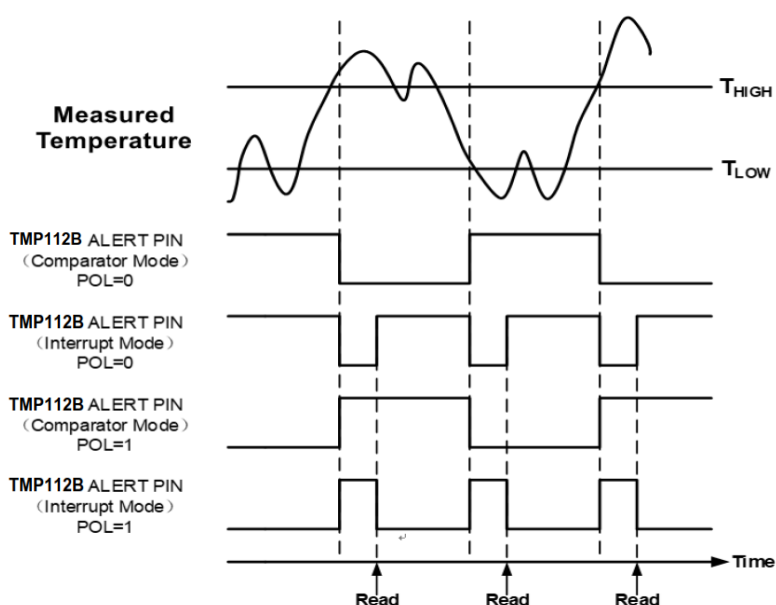 Measured
Temperature
THIGH
TLOW
TMP112B ALERT PIN
（Comparator Mode）
POL=0
TMP112B ALERT PIN
（Interrupt Mode）
POL=0
TMP112B ALERT PIN
（Comparator Mode）
POL=1
TMP112B ALERT PIN
（Interrupt Mode）
POL=1
Time
Read Read Read